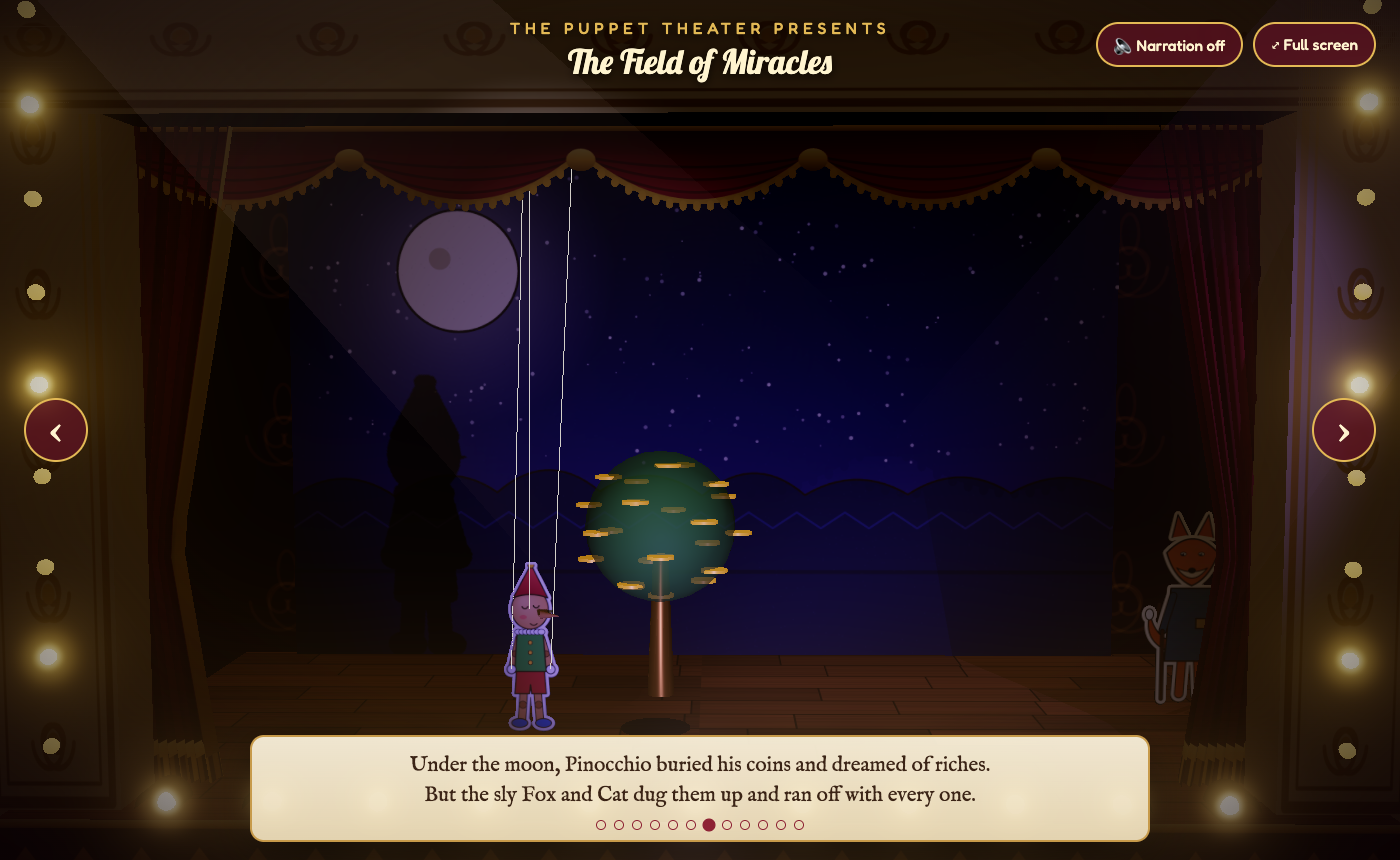 THE PUPPET THEATER PRESENTS
The Field of Miracles
Narration off
Full screen
Under the moon, Pinocchio buried his coins and dreamed of riches.
But the sly Fox and Cat dug them up and ran off with every one.